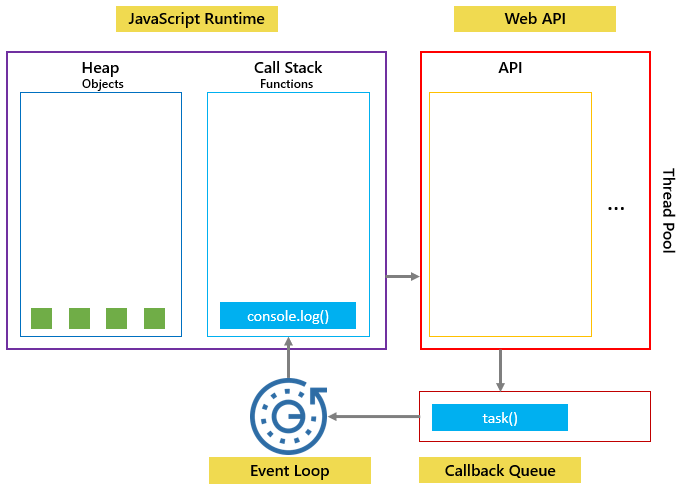 JavaScript Runtime
Web API
Heap
Objects
Call Stack
Functions
API
...
Thread Pool
console.log()
task()
Event Loop
Callback Queue